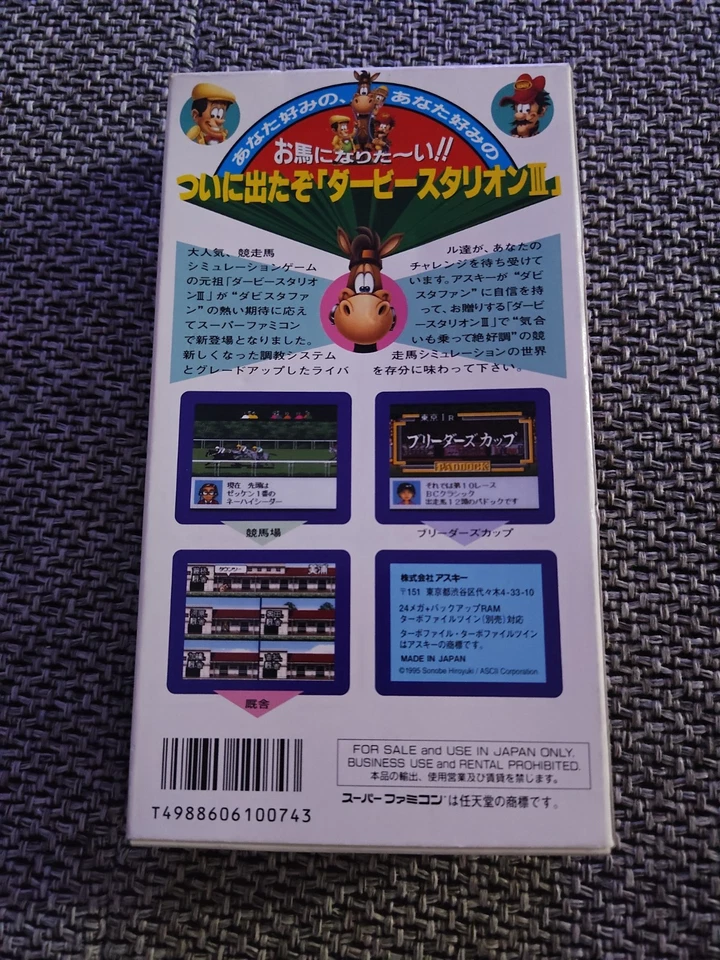 あなた好みの、あなた好みの
お馬になりた〜い!!
ついに出たぞ「ダービースタリオンIII」
大人気、競走馬
シミュレーションゲーム
の元祖「ダービースタリオ
ンIII」が“ダビスタファ
ン”の熱い期待に応え
てスーパーファミコン
で新登場となりました。
新しくなった調教システム
とグレードアップしたライバ
ル達が、あなたの
チャレンジを待ち受けて
います。アスキーが“ダビ
スタファン”に自信を持
って、お贈りする「ダービ
ースタリオンIII」で“気合
いも乗って絶好調”の競
走馬シミュレーションの世界
を存分に味わって下さい。
現在 先頭は
ゼッケン1番の
ネーハイシーダー
競馬場
東京1R
ブリーダーズカップ
PADDOCK
それでは第10レース
BCクラシック
出走馬12頭のパドックです
ブリーダーズカップ
厩舎
株式会社アスキー
〒151 東京都渋谷区代々木4-33-10
24メガ+バックアップRAM
ターボファイルツイン(別売)対応
ターボファイル・ターボファイルツイン
はアスキーの商標です。
MADE IN JAPAN
©1995 Sonobe Hiroyuki / ASCII Corporation
T4988606100743
FOR SALE and USE IN JAPAN ONLY.
BUSINESS USE and RENTAL PROHIBITED.
本品の輸出、使用営業及び賃貸を禁じます。
スーパーファミコン®は任天堂の商標です。